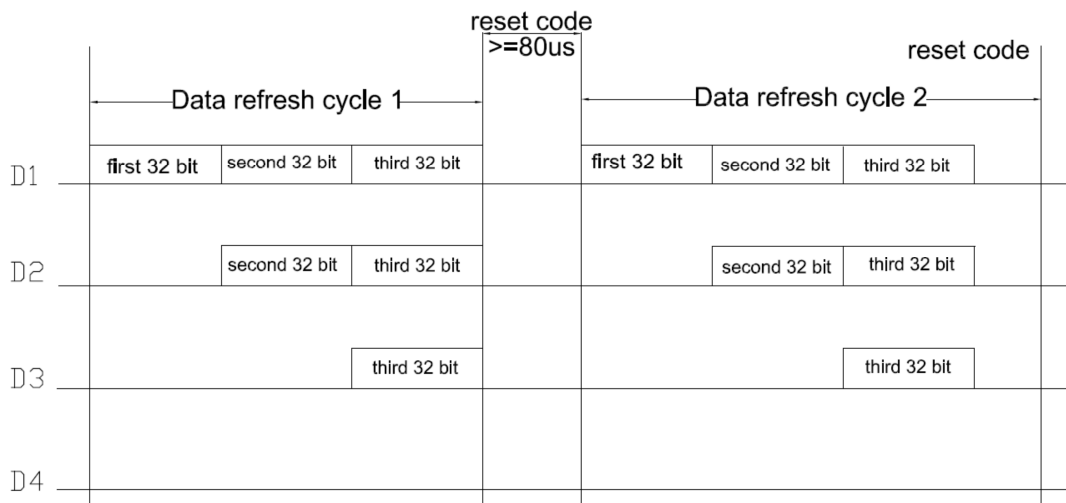 reset code
>=80us
reset code
Data refresh cycle 1
Data refresh cycle 2
D1
first 32 bit
second 32 bit
third 32 bit
first 32 bit
second 32 bit
third 32 bit
D2
second 32 bit
third 32 bit
second 32 bit
third 32 bit
D3
third 32 bit
third 32 bit
D4